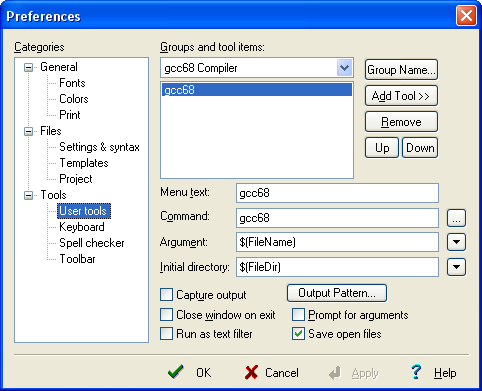 Preferences
Categories
General
Fonts
Colors
Print
Files
Settings & syntax
Templates
Project
Tools
User tools
Keyboard
Spell checker
Toolbar
Groups and tool items:
gcc68 Compiler
gcc68
Group Name...
Add Tool >>
Remove
Up Down
Menu text: gcc68
Command: gcc68 ...
Argument: $(FileName)
Initial directory: $(FileDir)
Capture output Output Pattern...
Close window on exit Prompt for arguments
Run as text filter Save open files
OK Cancel Apply ? Help